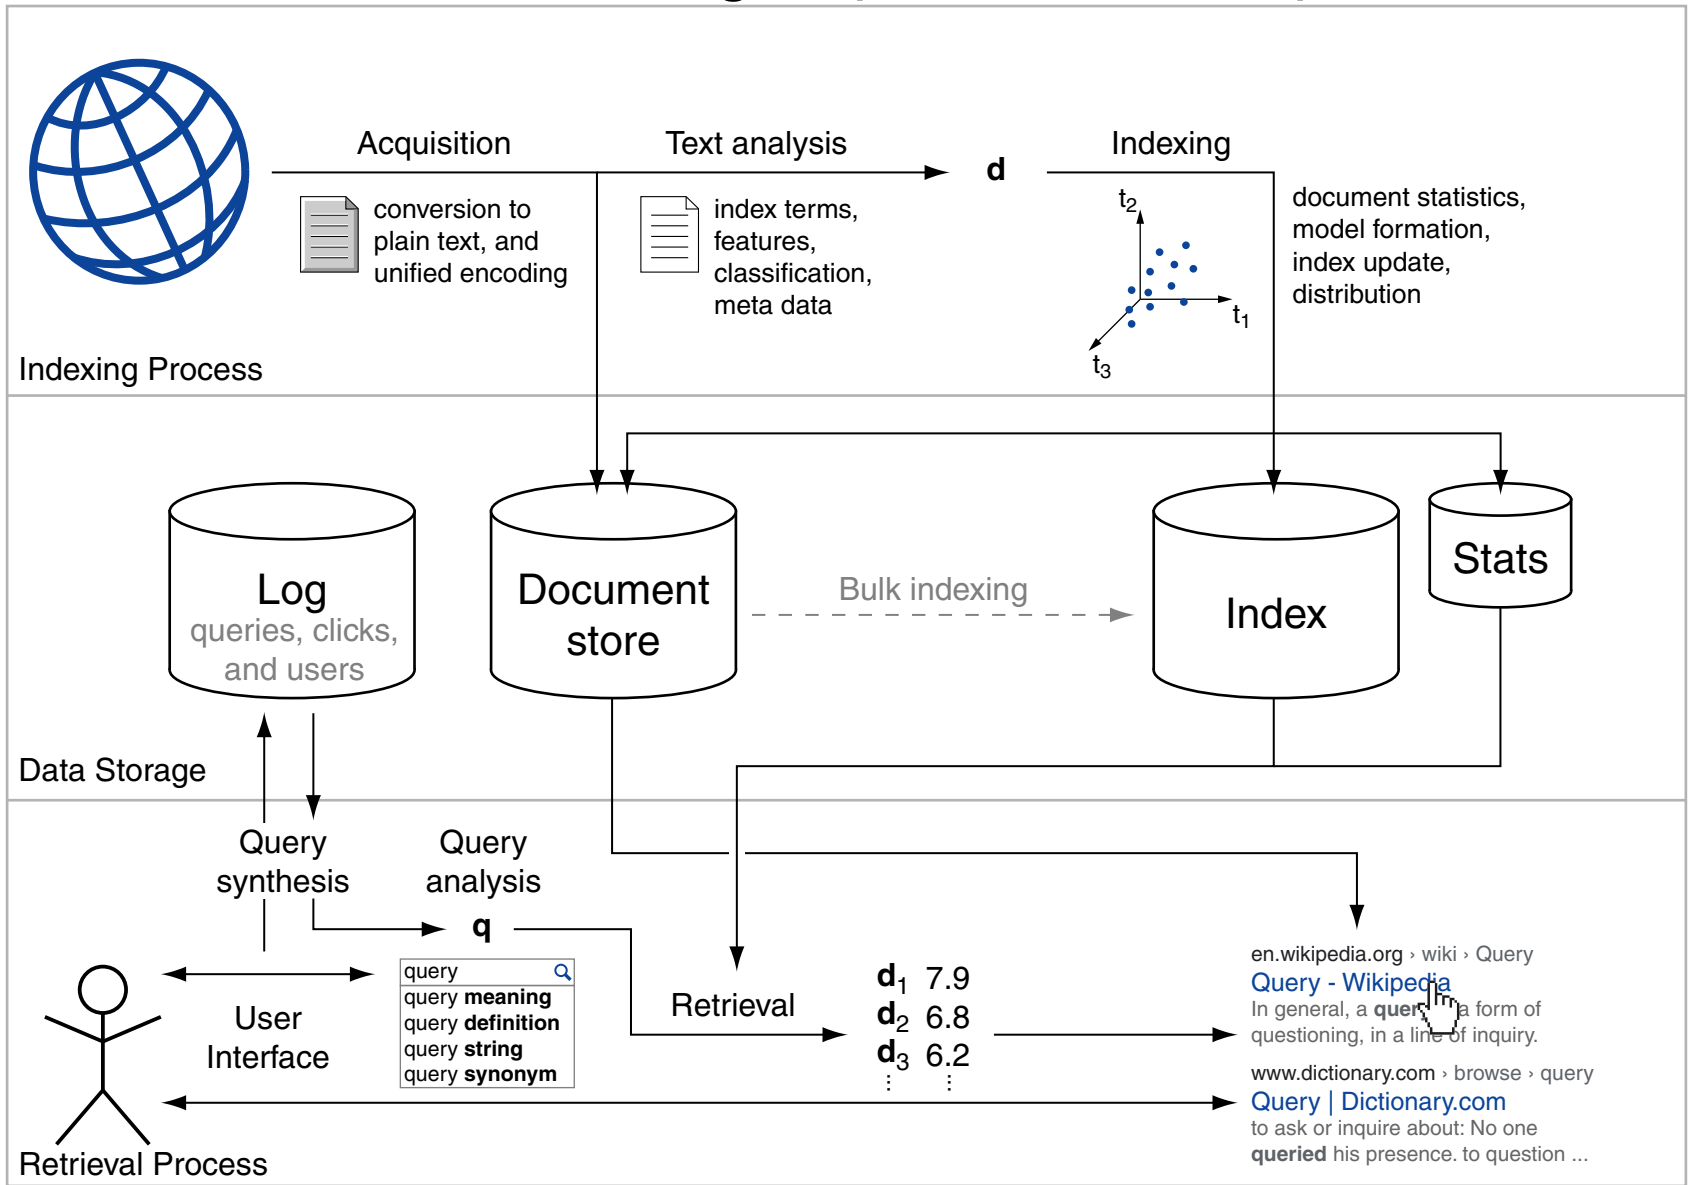 Acquisition
conversion to
plain text, and
unified encoding
Text analysis
index terms,
features,
classification,
meta data
d
Indexing
t2
t1
t3
document statistics,
model formation,
index update,
distribution
Indexing Process
Log
queries, clicks,
and users
Document
store
Bulk indexing
Index
Stats
Data Storage
Query
synthesis
Query
analysis
q
User
Interface
query
query meaning
query definition
query string
query synonym
Retrieval
d1 7.9
d2 6.8
d3 6.2
⋮ ⋮
en.wikipedia.org › wiki › Query
Query - Wikipedia
In general, a a form of
questioning, in a line of inquiry.
www.dictionary.com › browse › query
Query | Dictionary.com
to ask or inquire about: No one
queried his presence. to question ...
Retrieval Process